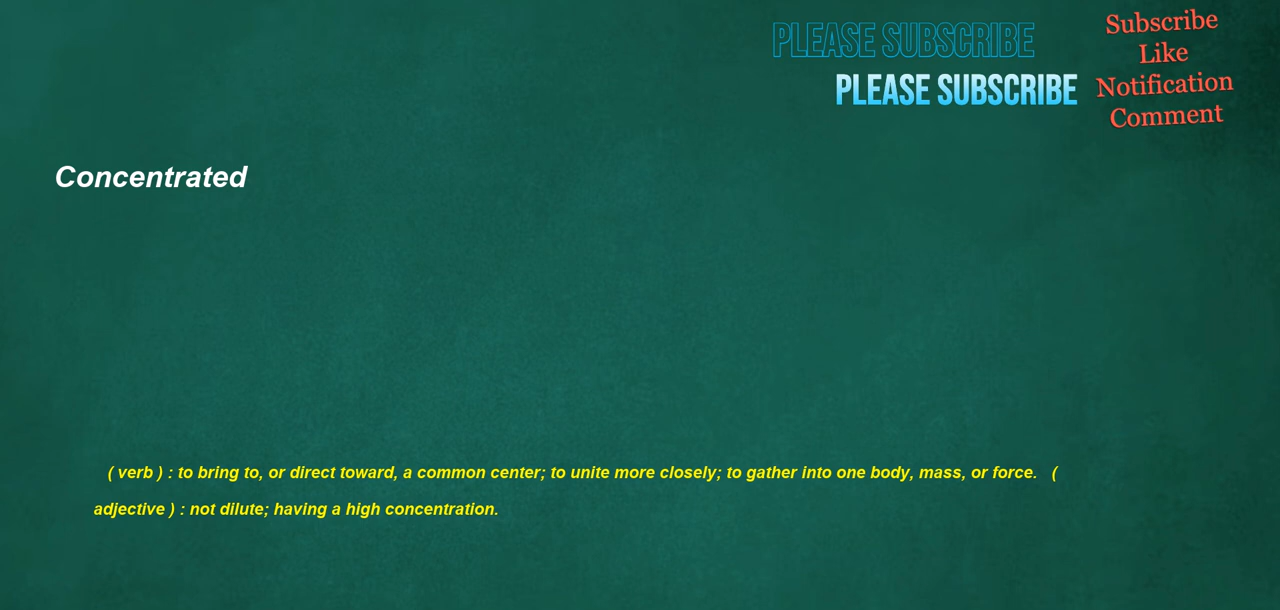 PLEASE SUBSCRIBE
PLEASE SUBSCRIBE
Subscribe
Like
Notification
Comment
Concentrated
( verb ) : to bring to, or direct toward, a common center; to unite more closely; to gather into one body, mass, or force. (
adjective ) : not dilute; having a high concentration.